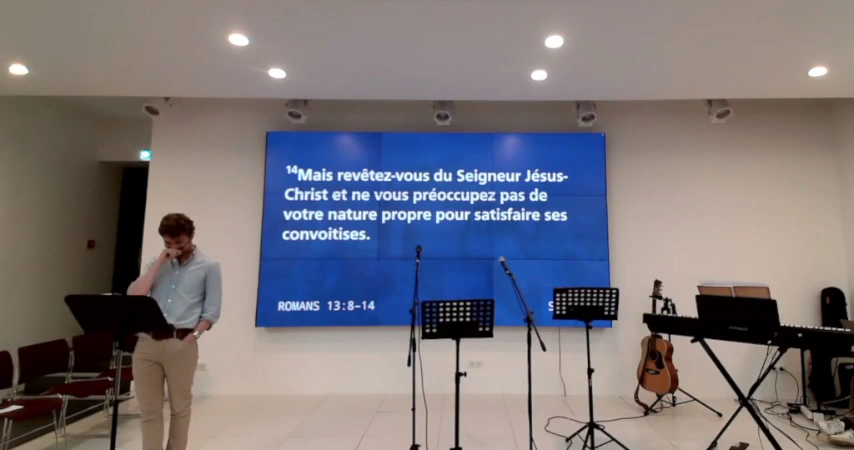 ¹⁴Mais revêtez-vous du Seigneur Jésus-
Christ et ne vous préoccupez pas de
votre nature propre pour satisfaire ses
convoitises.
ROMANS 13:8-14